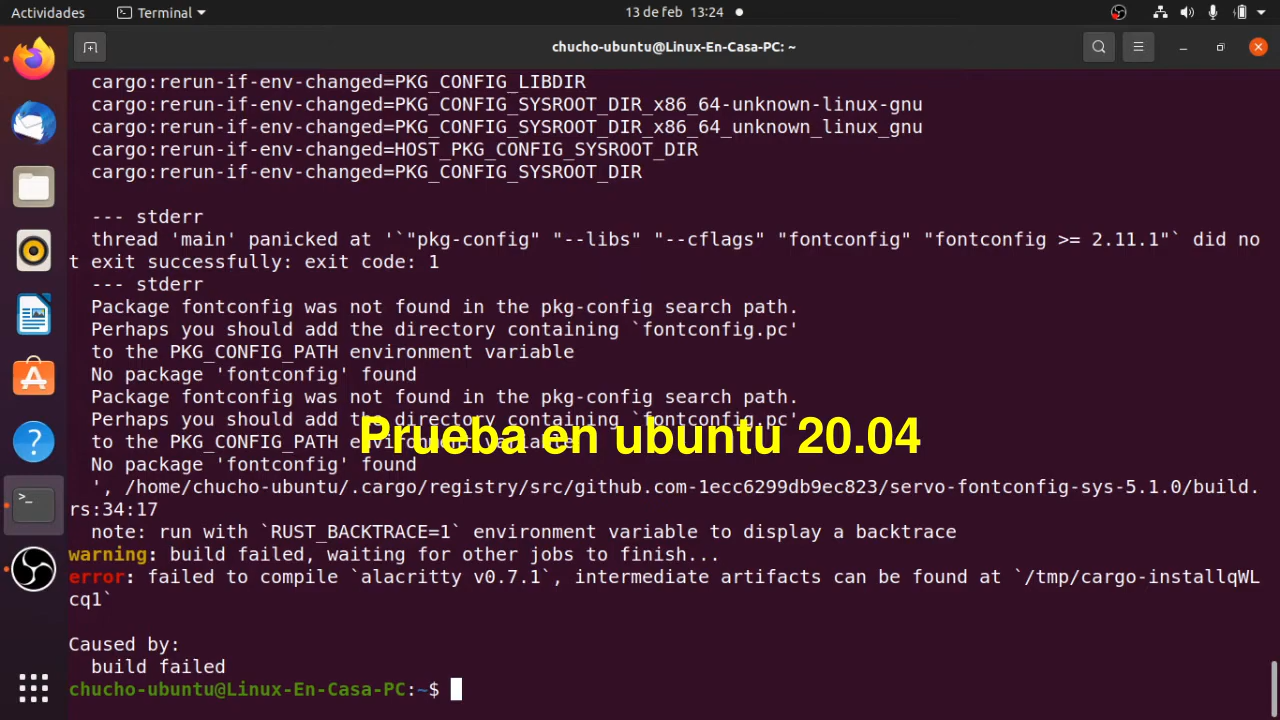 Actividades
Terminal
13 de feb 13:24
chucho-ubuntu@Linux-En-Casa-PC: ~
cargo:rerun-if-env-changed=PKG_CONFIG_LIBDIR
cargo:rerun-if-env-changed=PKG_CONFIG_SYSROOT_DIR_x86_64-unknown-linux-gnu
cargo:rerun-if-env-changed=PKG_CONFIG_SYSROOT_DIR_x86_64_unknown_linux_gnu
cargo:rerun-if-env-changed=HOST_PKG_CONFIG_SYSROOT_DIR
cargo:rerun-if-env-changed=PKG_CONFIG_SYSROOT_DIR
--- stderr
thread 'main' panicked at '`"pkg-config" "--libs" "--cflags" "fontconfig" "fontconfig >= 2.11.1"` did no
t exit successfully: exit code: 1
--- stderr
Package fontconfig was not found in the pkg-config search path.
Perhaps you should add the directory containing `fontconfig.pc'
to the PKG_CONFIG_PATH environment variable
No package 'fontconfig' found
Package fontconfig was not found in the pkg-config search path.
Perhaps you should add the directory containing `fontconfig.pc'
to the PKG_CONFIG_PATH environment variable
Prueba en ubuntu 20.04
No package 'fontconfig' found
', /home/chucho-ubuntu/.cargo/registry/src/github.com-1ecc6299db9ec823/servo-fontconfig-sys-5.1.0/build.
rs:34:17
note: run with `RUST_BACKTRACE=1` environment variable to display a backtrace
warning: build failed, waiting for other jobs to finish...
error: failed to compile `alacritty v0.7.1`, intermediate artifacts can be found at `/tmp/cargo-installqWL
cq1`
Caused by:
build failed
chucho-ubuntu@Linux-En-Casa-PC:~$